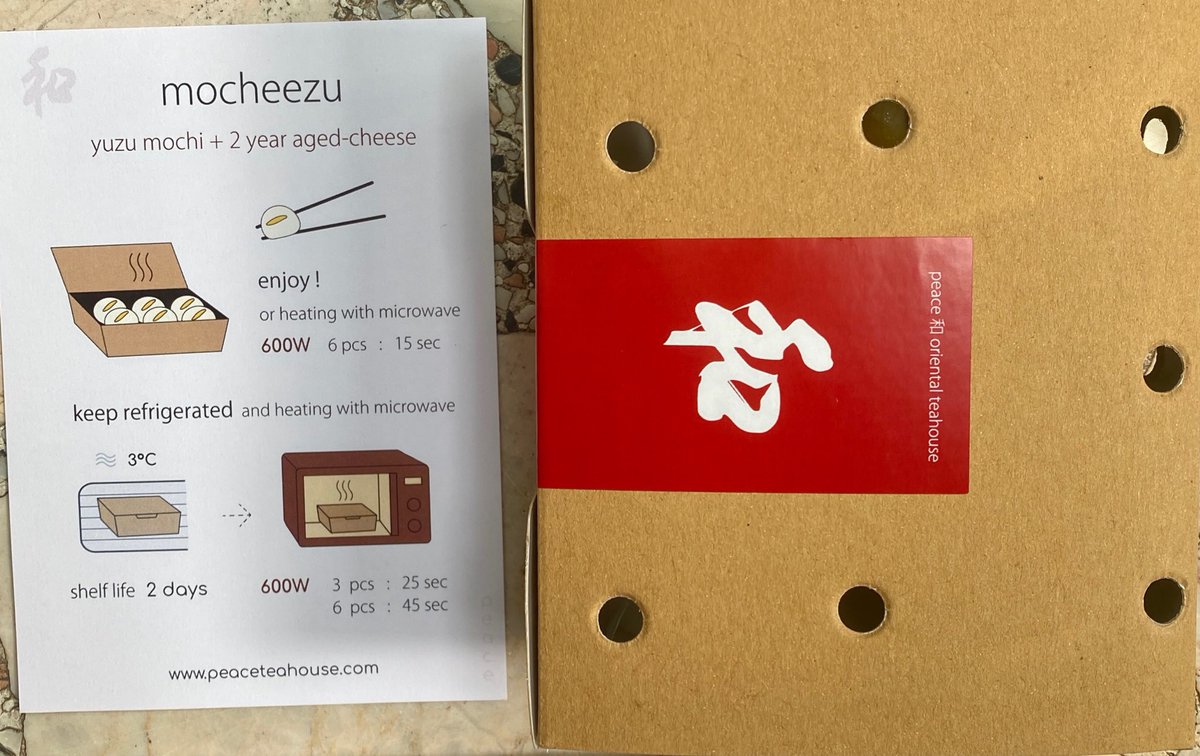 和
mocheezu
yuzu mochi + 2 year aged-cheese
enjoy !
or heating with microwave
600W 6 pcs : 15 sec
keep refrigerated and heating with microwave
3°C
shelf life 2 days
600W 3 pcs : 25 sec
6 pcs : 45 sec
www.peaceteahouse.com
peace
和
peace 和 oriental teahouse